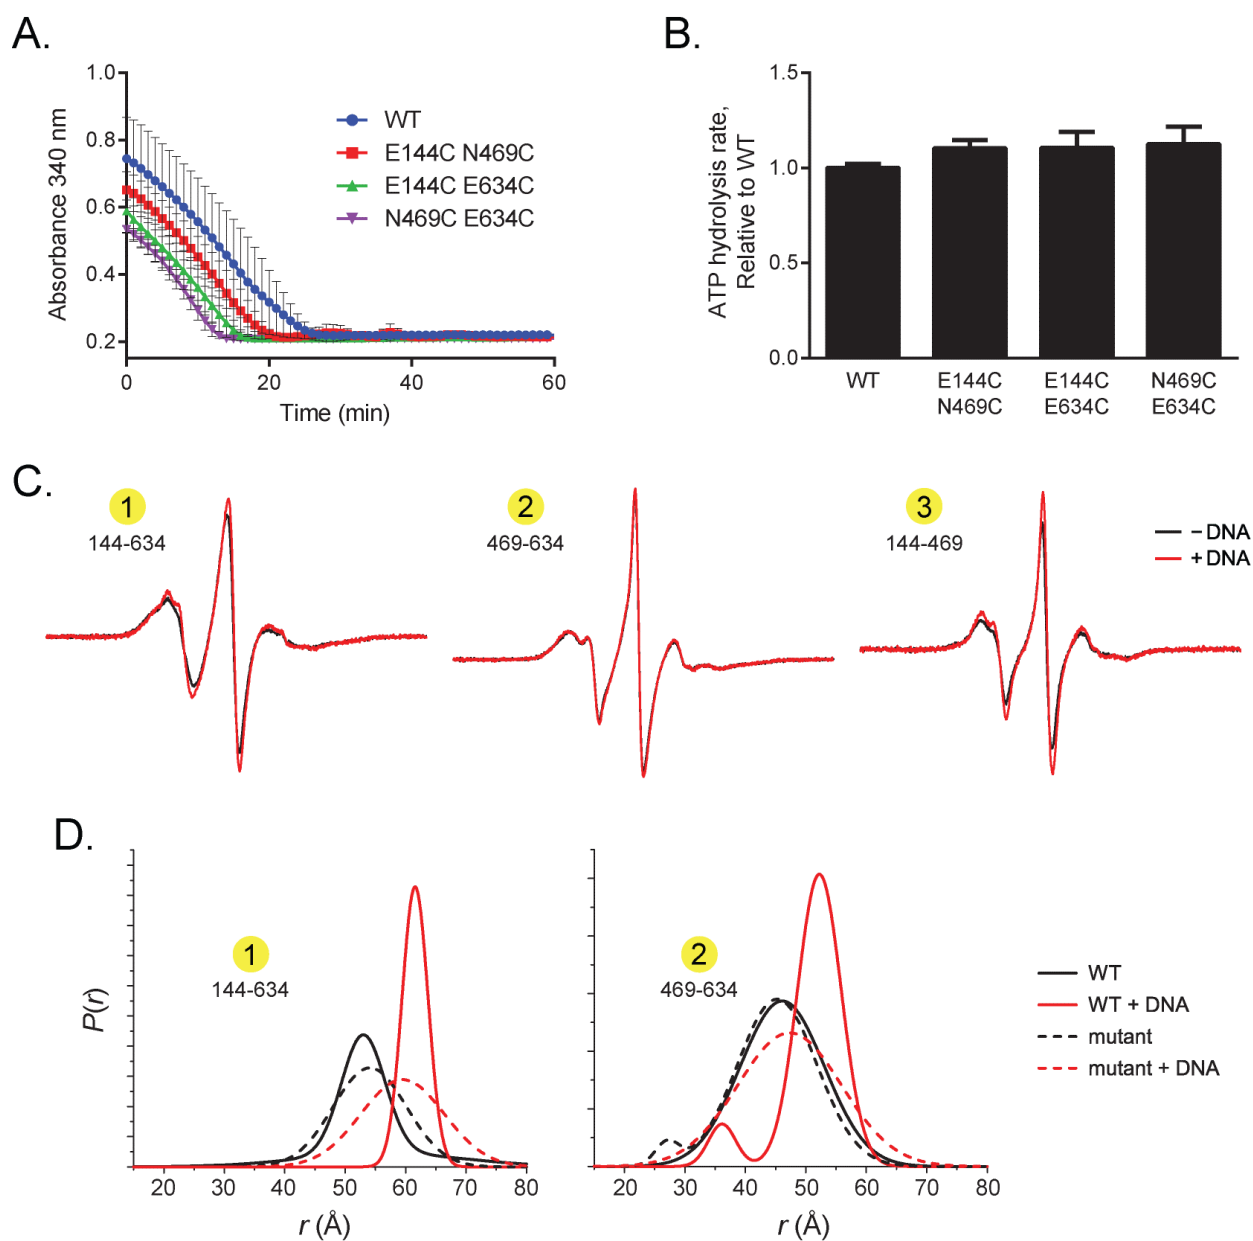 A.
1.0
0.8
0.6
0.4
0.2
Absorbance 340 nm
0
20
40
60
Time (min)
WT
E144C N469C
E144C E634C
N469C E634C
B.
1.5
1.0
0.5
0.0
ATP hydrolysis rate,
Relative to WT
WT
E144C
N469C
E144C
E634C
N469C
E634C
C.
1
144-634
2
469-634
3
144-469
– DNA
+ DNA
D.
P(r)
1
144-634
20 30 40 50 60 70 80
r (Å)
2
469-634
20 30 40 50 60 70 80
r (Å)
WT
WT + DNA
mutant
mutant + DNA